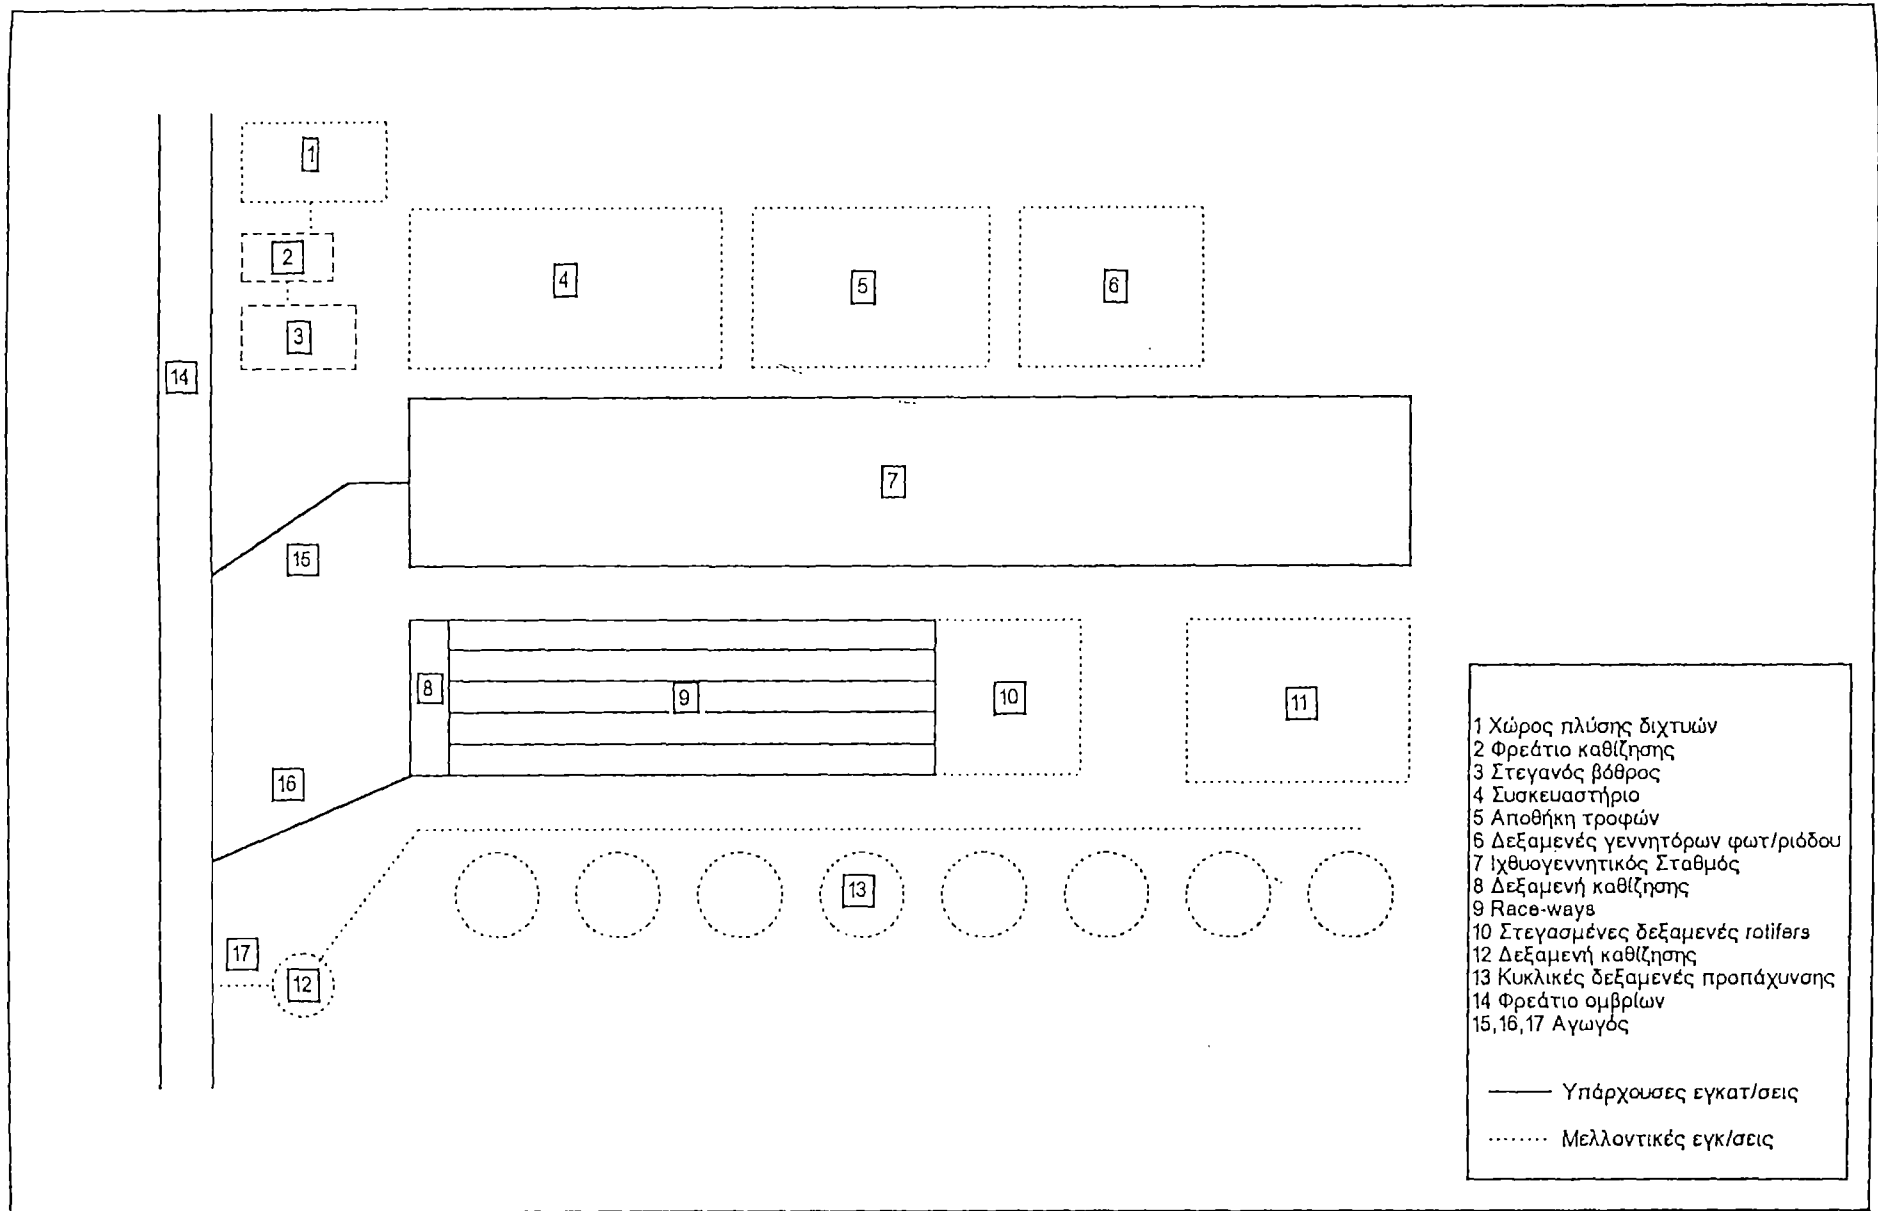 1
2
3
4
5
6
14
7
15
8
9
10
11
16
13
17
12
1 Χώρος πλύσης διχτυών
2 Φρεάτιο καθίζησης
3 Στεγανός βόθρος
4 Συσκευαστήριο
5 Αποθήκη τροφών
6 Δεξαμενές γεννητόρων φωτ/ριόδου
7 Ιχθυογεννητικός Σταθμός
8 Δεξαμενή καθίζησης
9 Race-ways
10 Στεγασμένες δεξαμενές rotifers
12 Δεξαμενή καθίζησης
13 Κυκλικές δεξαμενές προπάχυνσης
14 Φρεάτιο ομβρίων
15,16,17 Αγωγός
Υπάρχουσες εγκατ/σεις
Μελλοντικές εγκ/σεις